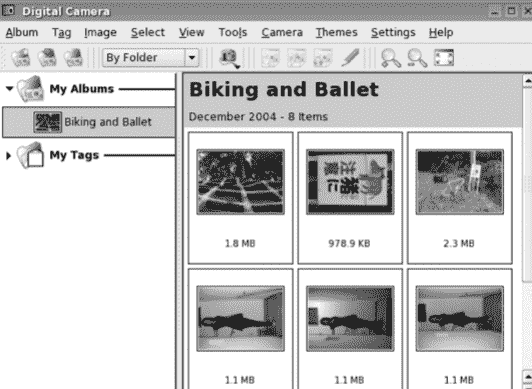 Digital Camera
Album Tag Image Select View Tools Camera Themes Settings Help
By Folder
My Albums
Biking and Ballet
My Tags
Biking and Ballet
December 2004 - 8 Items
1.8 MB 978.9 KB 2.3 MB
1.1 MB 1.1 MB 1.1 MB